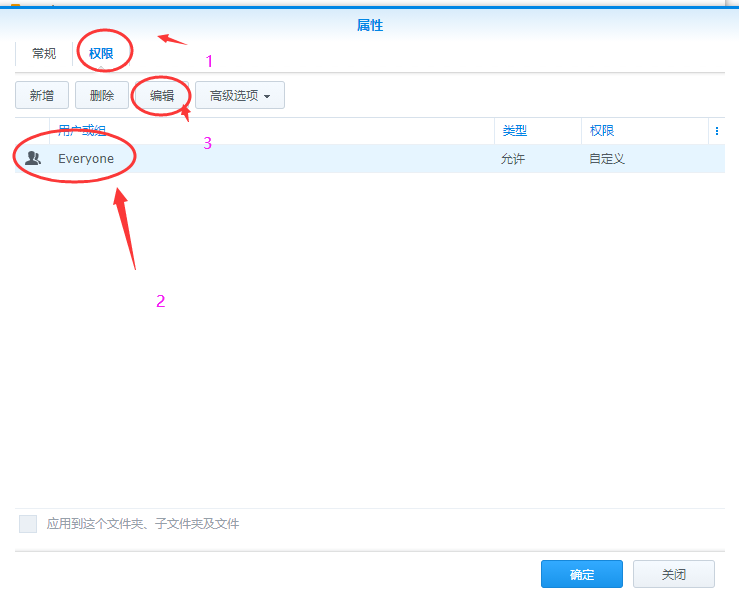 属性
常规 权限 1
新增 删除 编辑 高级选项
3
用户或组 类型 权限
Everyone 允许 自定义
2
应用到这个文件夹、子文件夹及文件
确定 关闭